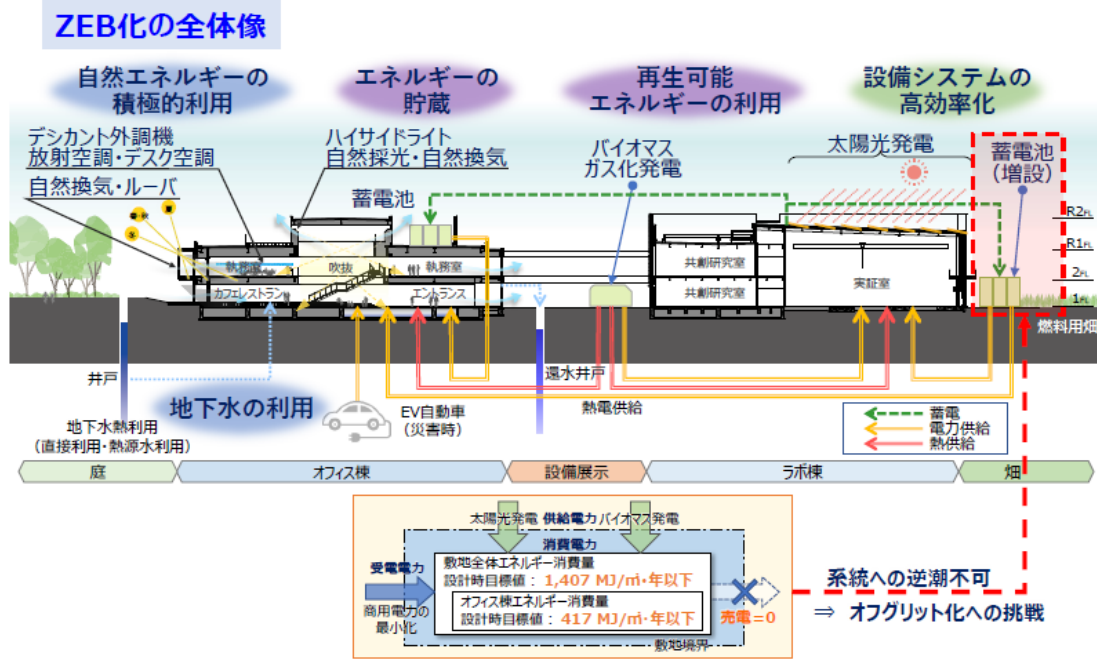 ZEB化の全体像
自然エネルギーの
積極的利用
エネルギーの
貯蔵
再生可能
エネルギーの利用
設備システムの
高効率化
デシカント外調機
放射空調・デスク空調
自然換気・ルーバ
ハイサイドライト
自然採光・自然換気
蓄電池
バイオマス
ガス化発電
太陽光発電
蓄電池
(増設)
R2FL
R1FL
2FL
1FL
執務室
吹抜
執務室
カフェレストラン
エントランス
共創研究室
共創研究室
実証室
燃料用畑
井戸
還水井戸
地下水の利用
地下水熱利用
(直接利用・熱源水利用)
EV自動車
(災害時)
熱電供給
蓄電
電力供給
熱供給
庭
オフィス棟
設備展示
ラボ棟
畑
太陽光発電 供給電力 バイオマス発電
消費電力
受電電力
商用電力の
最小化
敷地全体エネルギー消費量
設計時目標値：1,407 MJ/㎡・年以下
オフィス棟エネルギー消費量
設計時目標値：417 MJ/㎡・年以下
売電=0
敷地境界
系統への逆潮不可
⇒ オフグリット化への挑戦